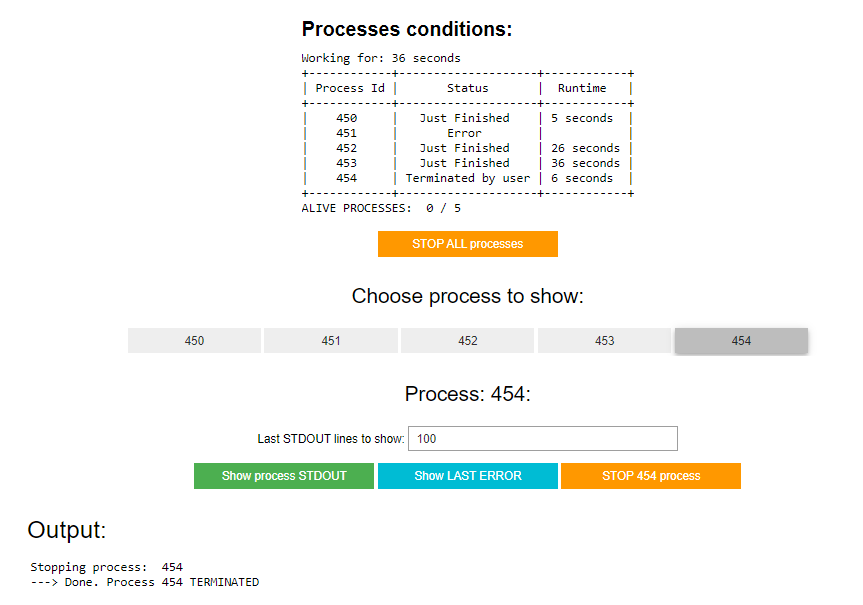 Processes conditions:
Working for: 36 seconds
+------------+--------------------+------------+
| Process Id | Status | Runtime |
+------------+--------------------+------------+
| 450 | Just Finished | 5 seconds |
| 451 | Error | |
| 452 | Just Finished | 26 seconds |
| 453 | Just Finished | 36 seconds |
| 454 | Terminated by user | 6 seconds |
+------------+--------------------+------------+
ALIVE PROCESSES: 0 / 5
STOP ALL processes
Choose process to show:
450 451 452 453 454
Process: 454:
Last STDOUT lines to show: 100
Show process STDOUT Show LAST ERROR STOP 454 process
Output:
Stopping process: 454
---> Done. Process 454 TERMINATED